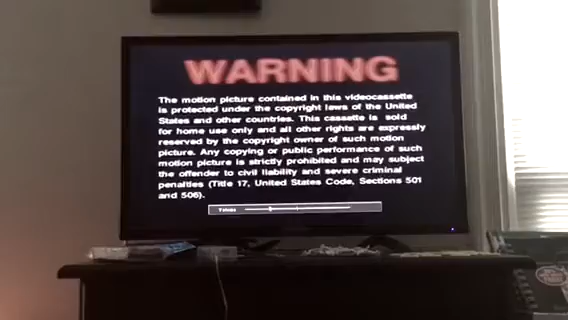 WARNING
The motion picture contained in this videocassette
is protected under the copyright laws of the United
States and other countries. This cassette is sold
for home use only and all other rights are expressly
reserved by the copyright owner of such motion
picture. Any copying or public performance of such
motion picture is strictly prohibited and may subject
the offender to civil liability and severe criminal
penalties (Title 17, United States Code, Sections 501
and 506).